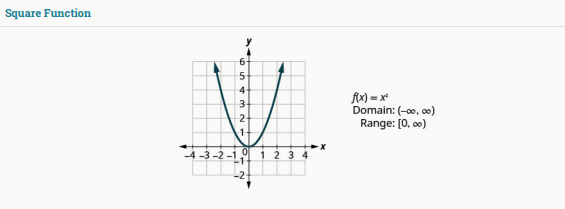 Square Function
y
6
5
4
3
2
1
-4 -3 -2 -1 0 1 2 3 4 x
-1
-2
f(x) = x²
Domain: (-∞, ∞)
Range: [0, ∞)